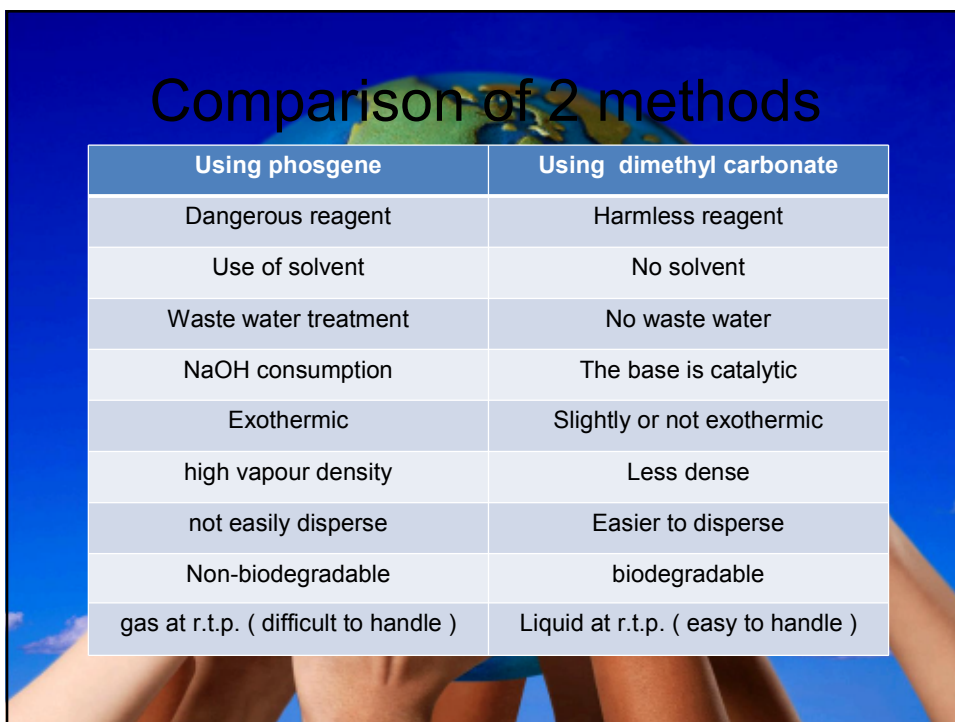 Comparison of 2 methods
Using phosgene Using dimethyl carbonate
Dangerous reagent Harmless reagent
Use of solvent No solvent
Waste water treatment No waste water
NaOH consumption The base is catalytic
Exothermic Slightly or not exothermic
high vapour density Less dense
not easily disperse Easier to disperse
Non-biodegradable biodegradable
gas at r.t.p. ( difficult to handle ) Liquid at r.t.p. ( easy to handle )